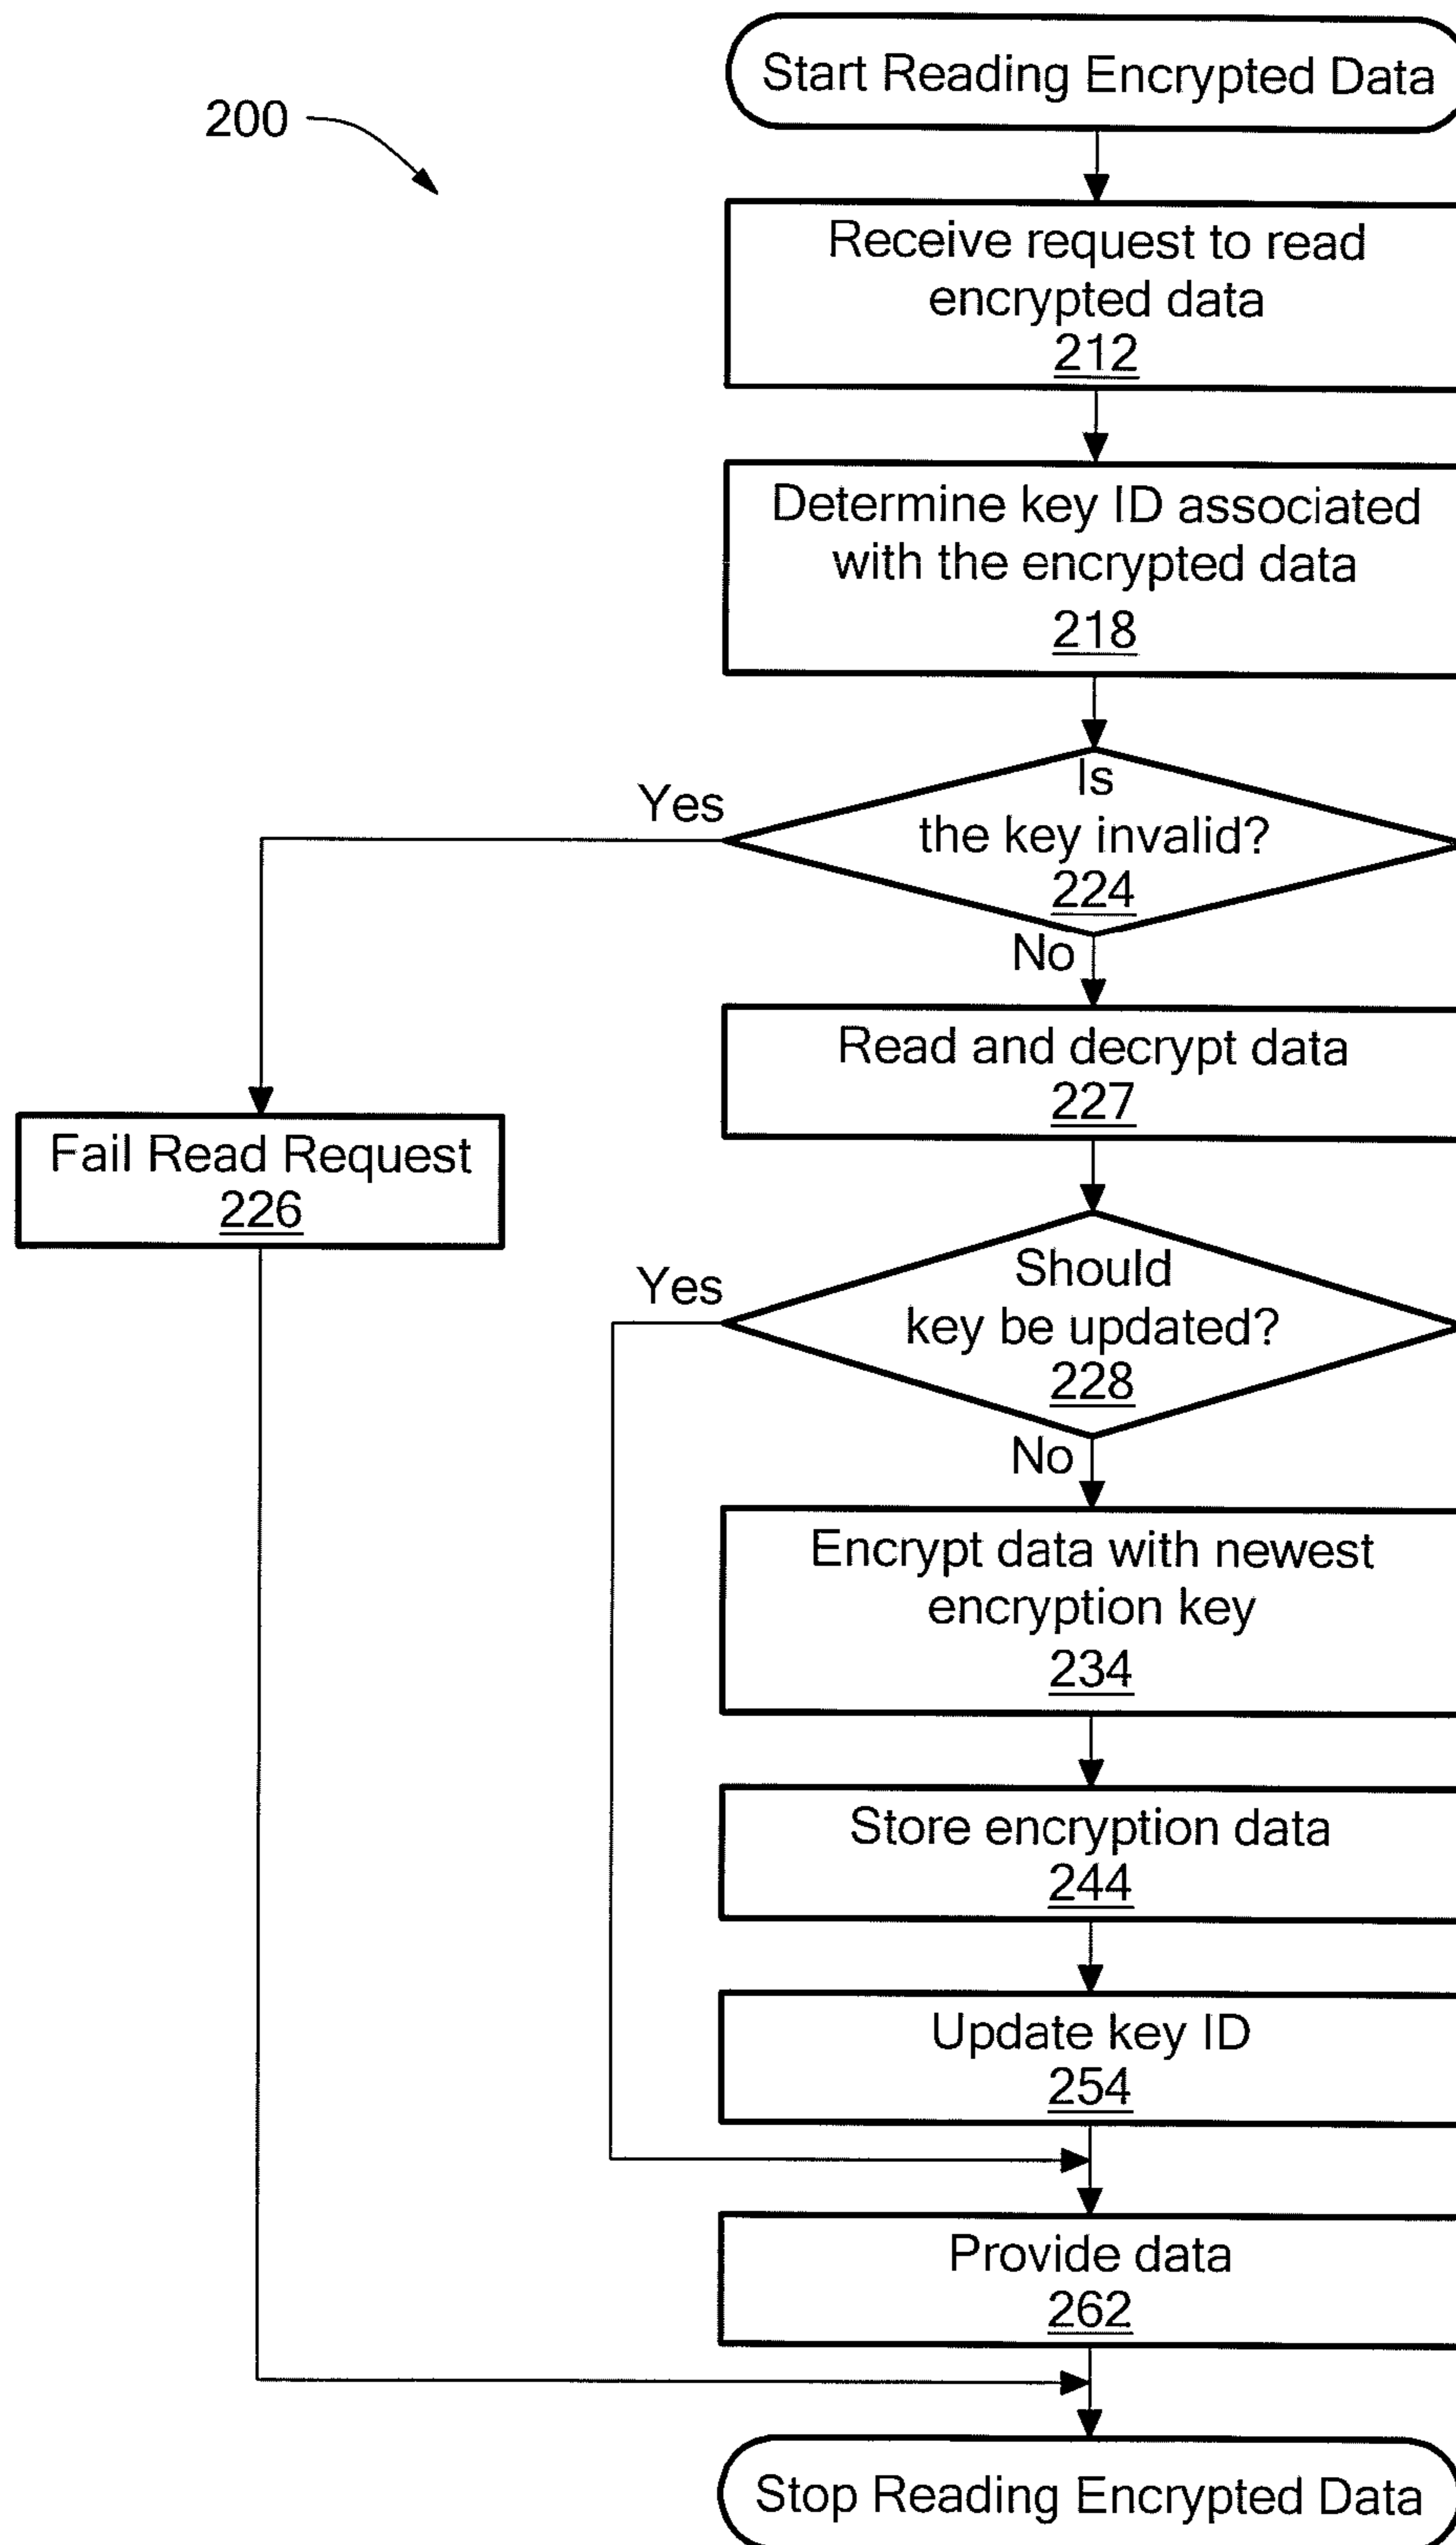 Start Reading Encrypted Data
200
Receive request to read
encrypted data
212
Determine key ID associated
with the encrypted data
218
Is
the key invalid?
224
Yes
No
Read and decrypt data
227
Fail Read Request
226
Should
key be updated?
228
Yes
No
Encrypt data with newest
encryption key
234
Store encryption data
244
Update key ID
254
Provide data
262
Stop Reading Encrypted Data